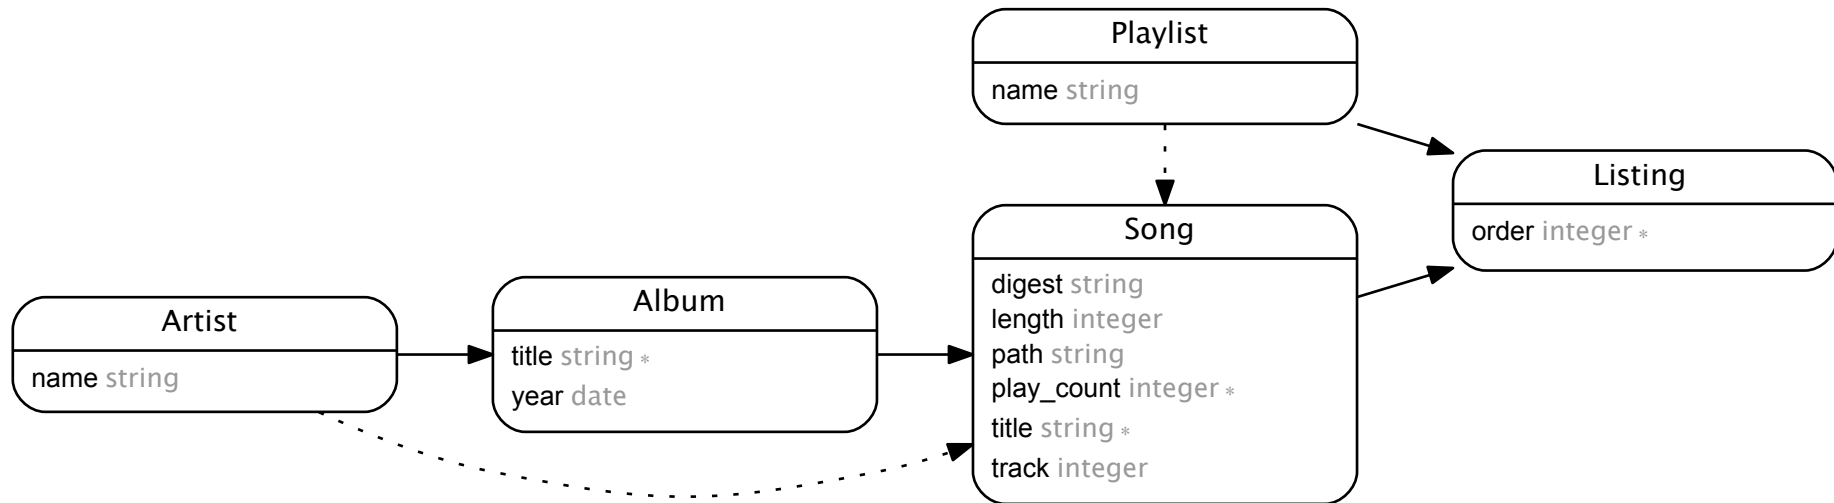 Playlist
name string
Listing
order integer *
Song
digest string
length integer
path string
play_count integer *
title string *
track integer
Album
title string *
year date
Artist
name string